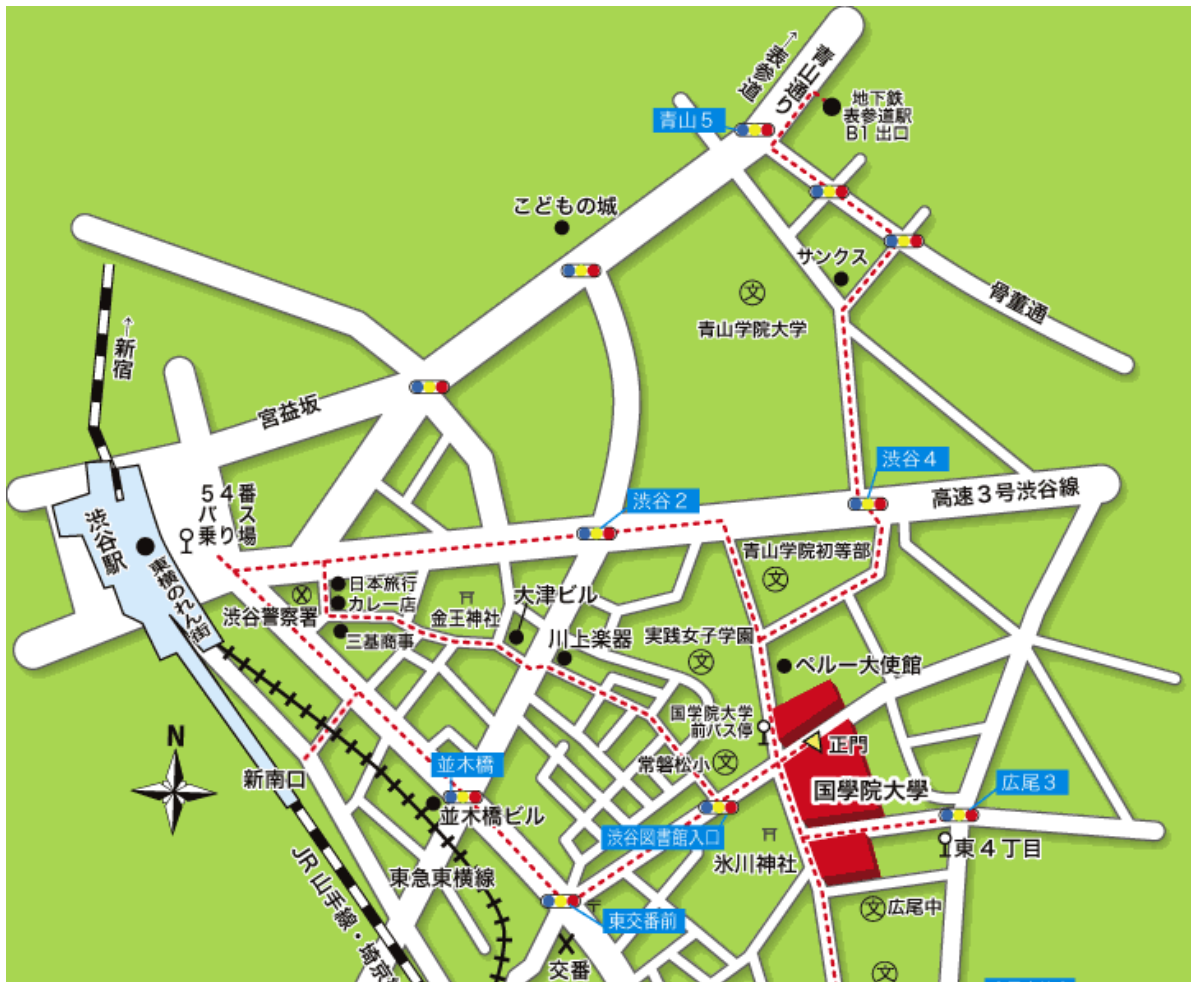 →表参道
青山通り
地下鉄
表参道駅
B1出口
青山5
こどもの城
サンクス
骨董通
文
青山学院大学
→新宿
宮益坂
渋谷4
高速3号渋谷線
渋谷2
54番
バス
乗り場
渋谷駅
東横のれん街
青山学院初等部
文
日本旅行
カレー店
渋谷警察署
三基商事
金王神社
大津ビル
川上楽器
実践女子学園
文
ペルー大使館
国学院大学
前バス停
正門
N
新南口
並木橋
常磐松小
文
国學院大學
広尾3
並木橋ビル
渋谷図書館入口
氷川神社
東4丁目
東急東横線
JR山手線・埼京
東交番前
文
広尾中
交番
文